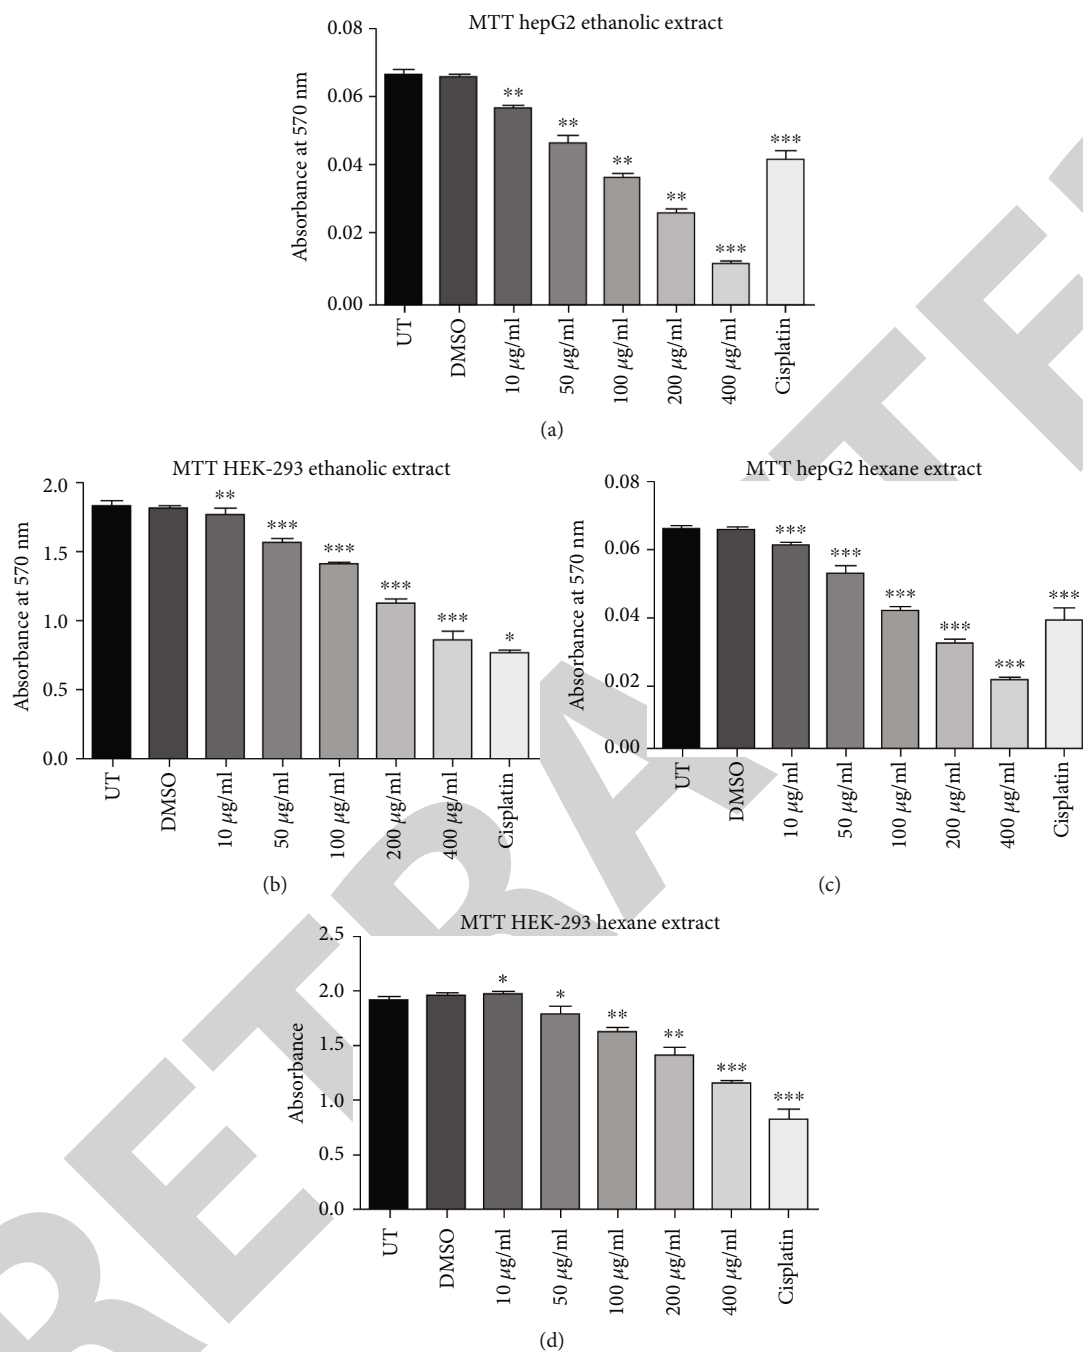 MTT hepG2 ethanolic extract
Absorbance at 570 nm
0.08
0.06
0.04
0.02
0.00
**
**
**
**
***
***
UT
DMSO
10 μg/ml
50 μg/ml
100 μg/ml
200 μg/ml
400 μg/ml
Cisplatin
(a)
MTT HEK-293 ethanolic extract
Absorbance at 570 nm
2.0
1.5
1.0
0.5
0.0
**
***
***
***
***
*
UT
DMSO
10 μg/ml
50 μg/ml
100 μg/ml
200 μg/ml
400 μg/ml
Cisplatin
(b)
MTT hepG2 hexane extract
Absorbance at 570 nm
0.08
0.06
0.04
0.02
0.00
***
***
***
***
***
***
UT
DMSO
10 μg/ml
50 μg/ml
100 μg/ml
200 μg/ml
400 μg/ml
Cisplatin
(c)
MTT HEK-293 hexane extract
Absorbance
2.5
2.0
1.5
1.0
0.5
0.0
*
*
**
**
***
***
UT
DMSO
10 μg/ml
50 μg/ml
100 μg/ml
200 μg/ml
400 μg/ml
Cisplatin
(d)
RETRACTE